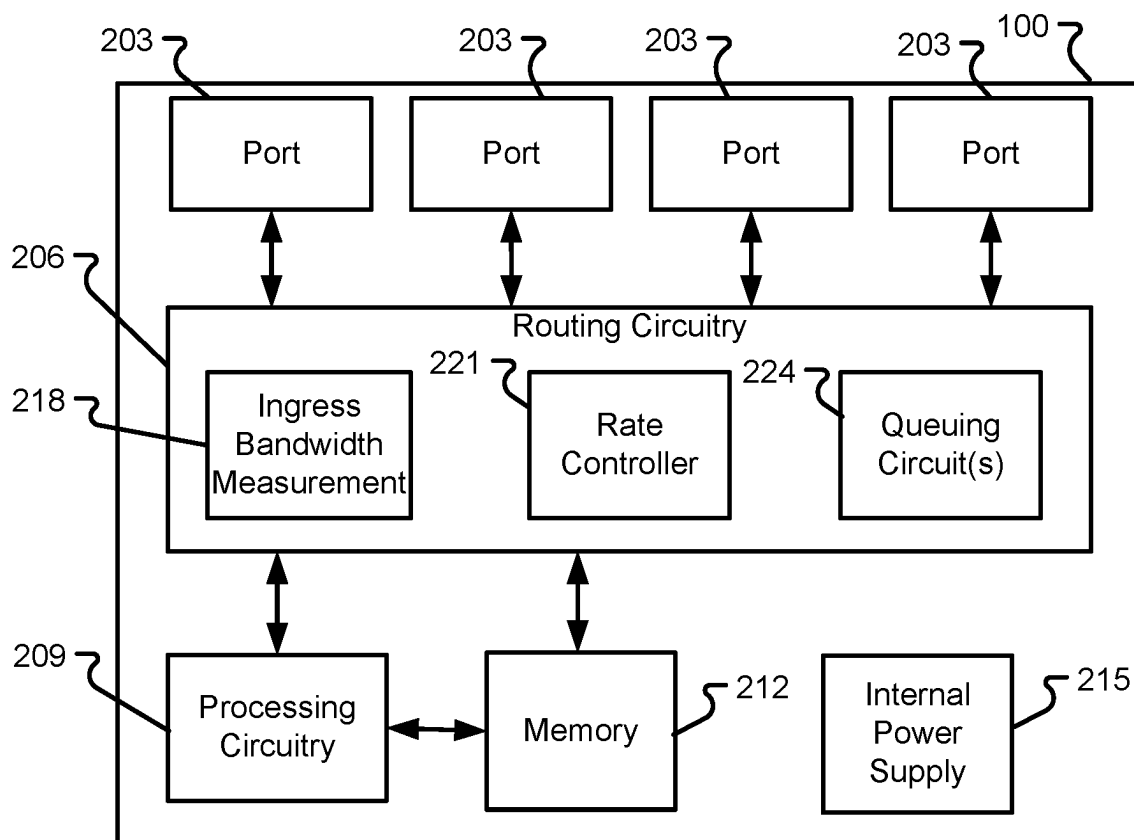 203
203
203
100
203
Port
Port
Port
Port
206
Routing Circuitry
218
221
224
Ingress
Bandwidth
Measurement
Rate
Controller
Queuing
Circuit(s)
209
Processing
Circuitry
Memory
212
Internal
Power
Supply
215